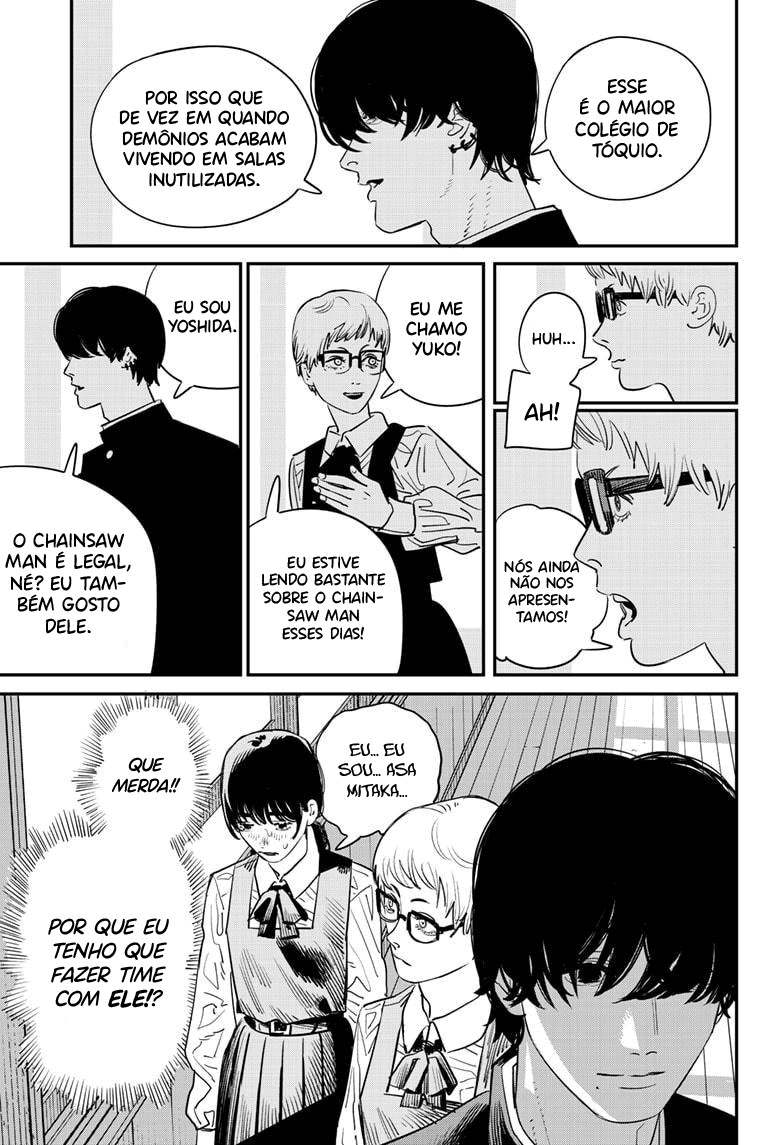 ESSE
É O MAIOR
COLÉGIO DE
TÓQUIO.
POR ISSO QUE
DE VEZ EM QUANDO
DEMÔNIOS ACABAM
VIVENDO EM SALAS
INUTILIZADAS.
HUH...
AH!
NÓS AINDA
NÃO NOS
APRESEN-
TAMOS!
EU ME
CHAMO
YUKO!
EU ESTIVE
LENDO BASTANTE
SOBRE O CHAIN-
SAW MAN
ESSES DIAS!
EU SOU
YOSHIDA.
O CHAINSAW
MAN É LEGAL,
NÉ? EU TAM-
BÉM GOSTO
DELE.
EU... EU
SOU... ASA
MITAKA...
QUE
MERDA!!
POR QUE EU
TENHO QUE
FAZER TIME
COM ELE!?